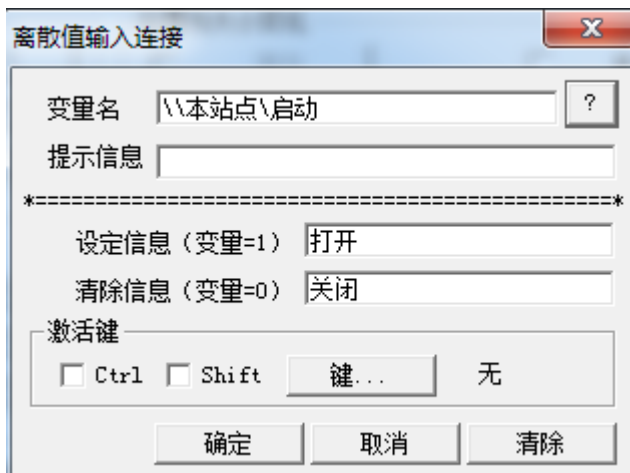 离散值输入连接
变量名 \\本站点\启动 ?
提示信息
*==================================================*
设定信息（变量=1） 打开
清除信息（变量=0） 关闭
激活键
Ctrl Shift 键... 无
确定 取消 清除